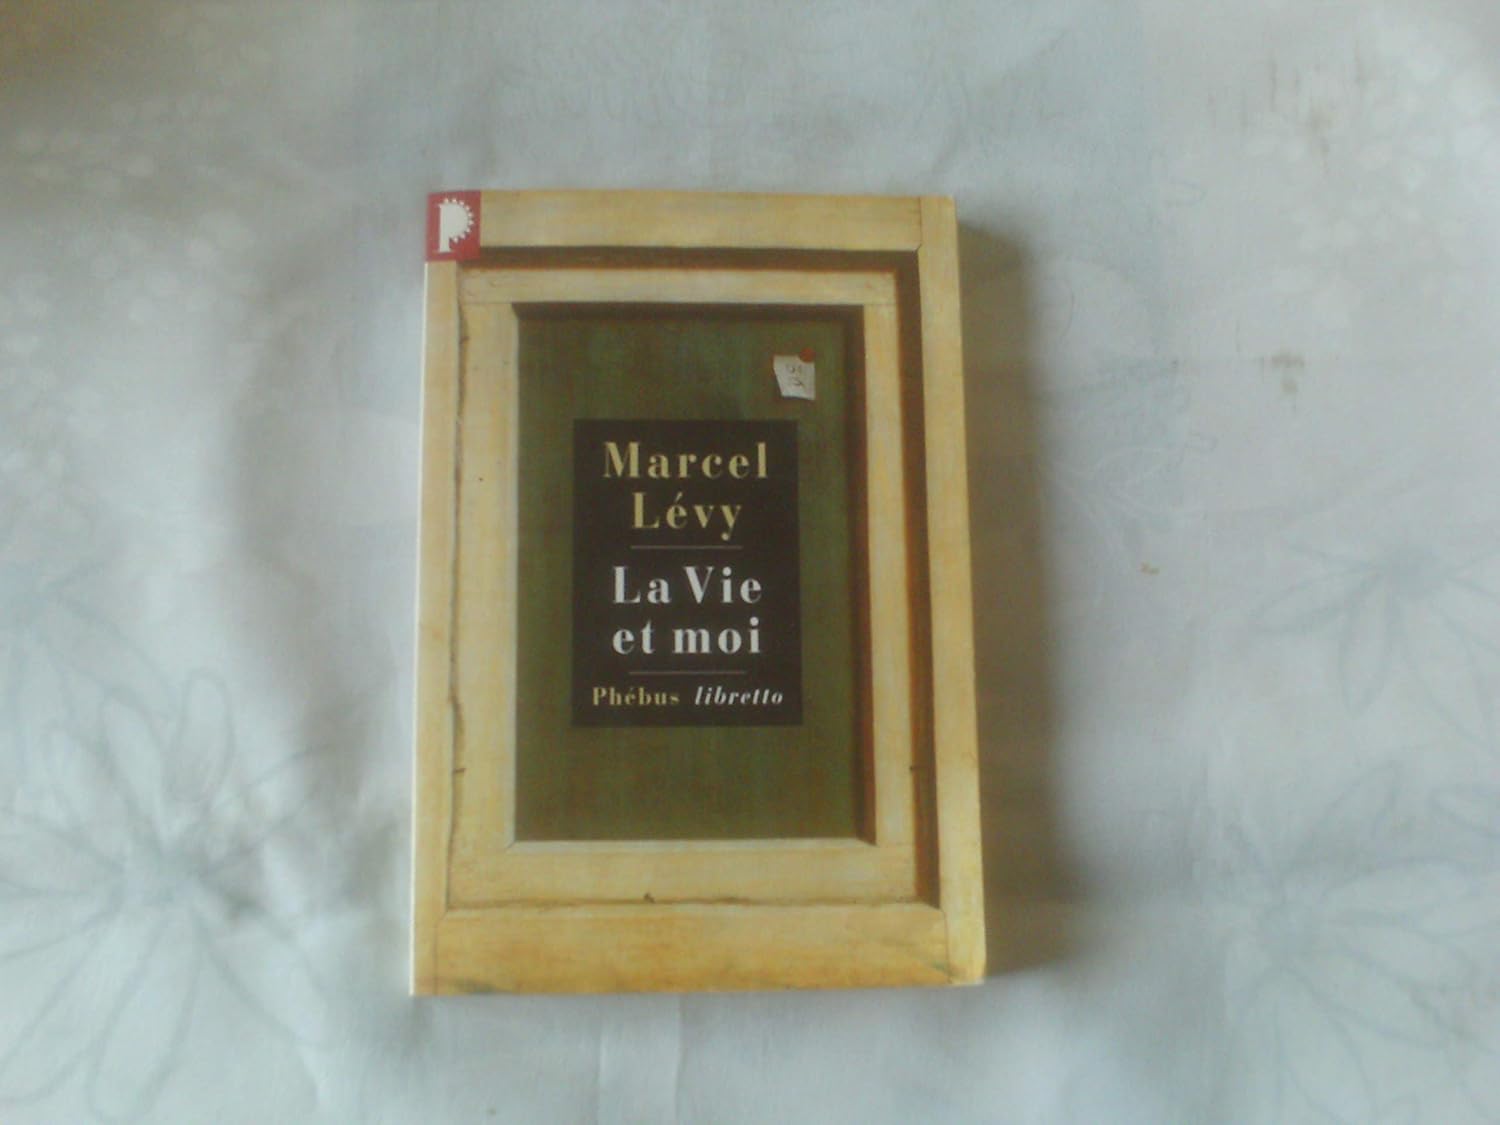 Marcel
Lévy
La Vie
et moi
Phébus libretto